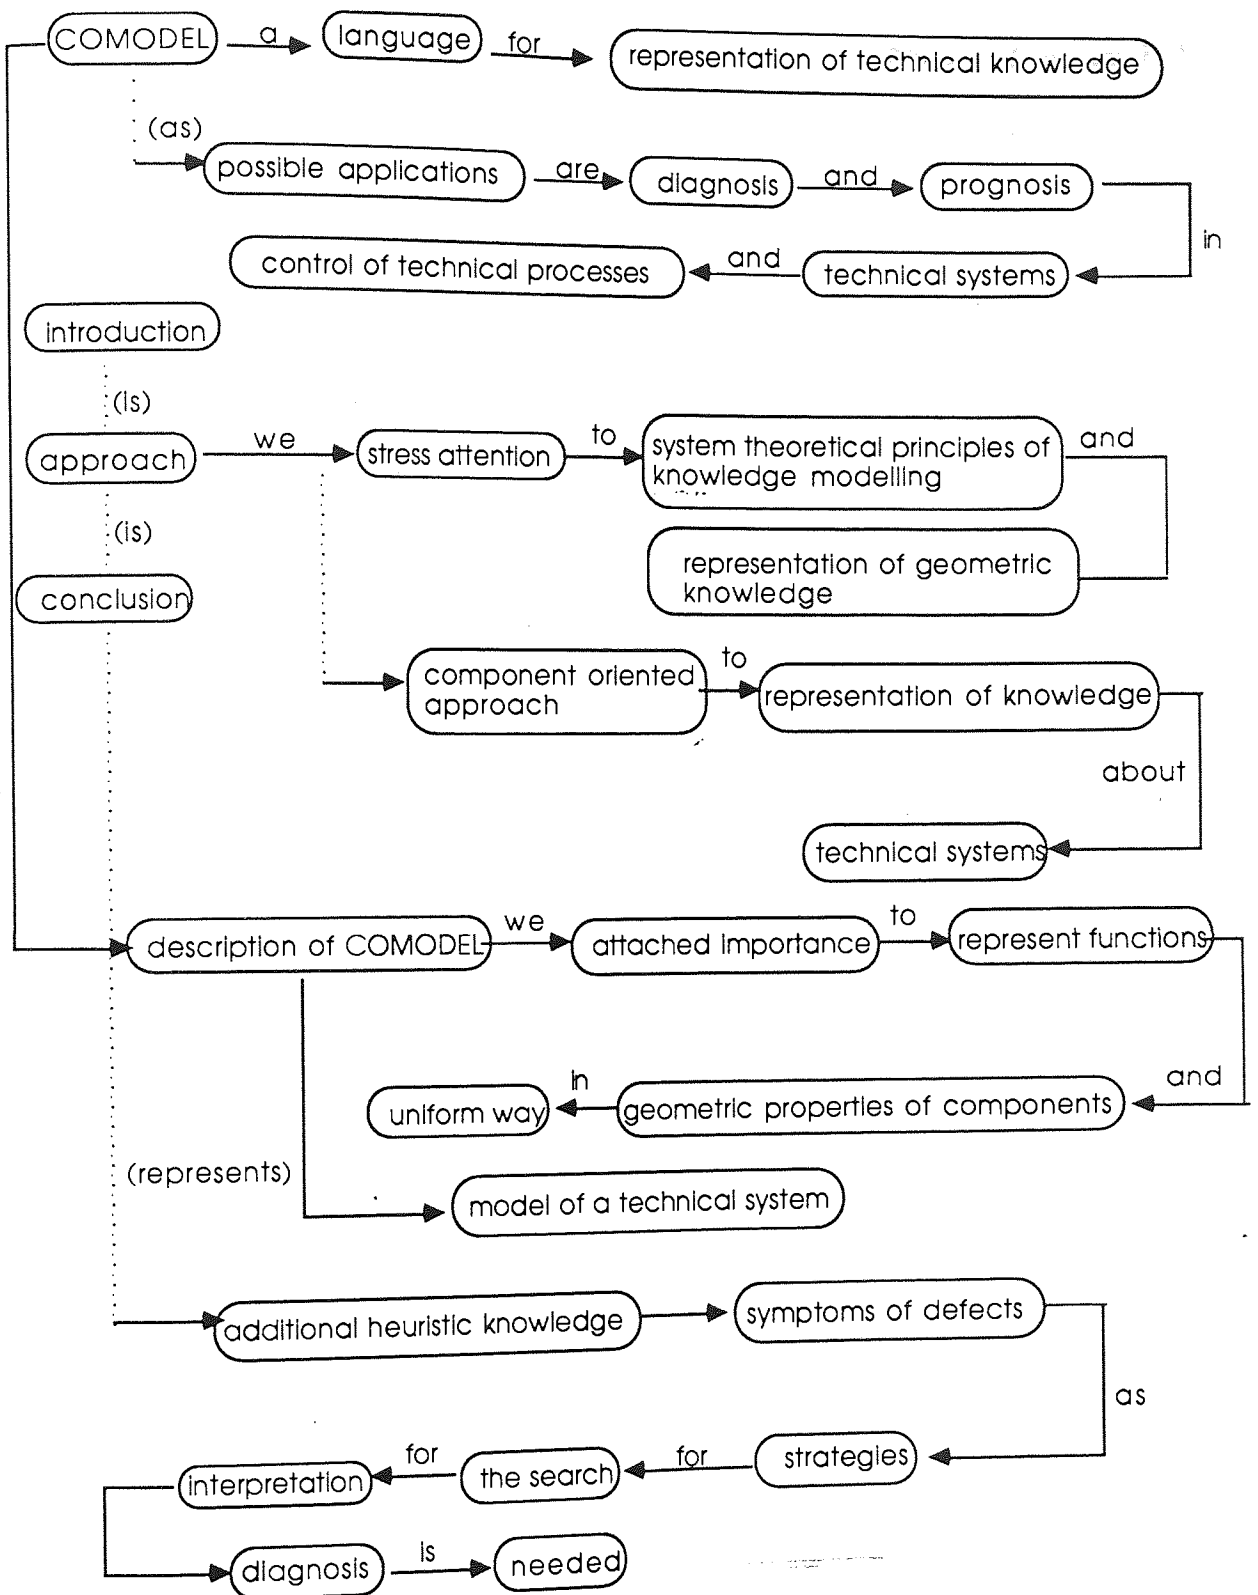 COMODEL a language for representation of technical knowledge
(as)
possible applications are diagnosis and prognosis
in
control of technical processes and technical systems
introduction
(is)
approach we stress attention to system theoretical principles of
knowledge modelling
and
(is)
representation of geometric
knowledge
conclusion
component oriented
approach
to representation of knowledge
about
technical systems
description of COMODEL we attached importance to represent functions
and
uniform way in geometric properties of components
(represents)
model of a technical system
additional heuristic knowledge symptoms of defects
as
interpretation for the search for strategies
diagnosis is needed